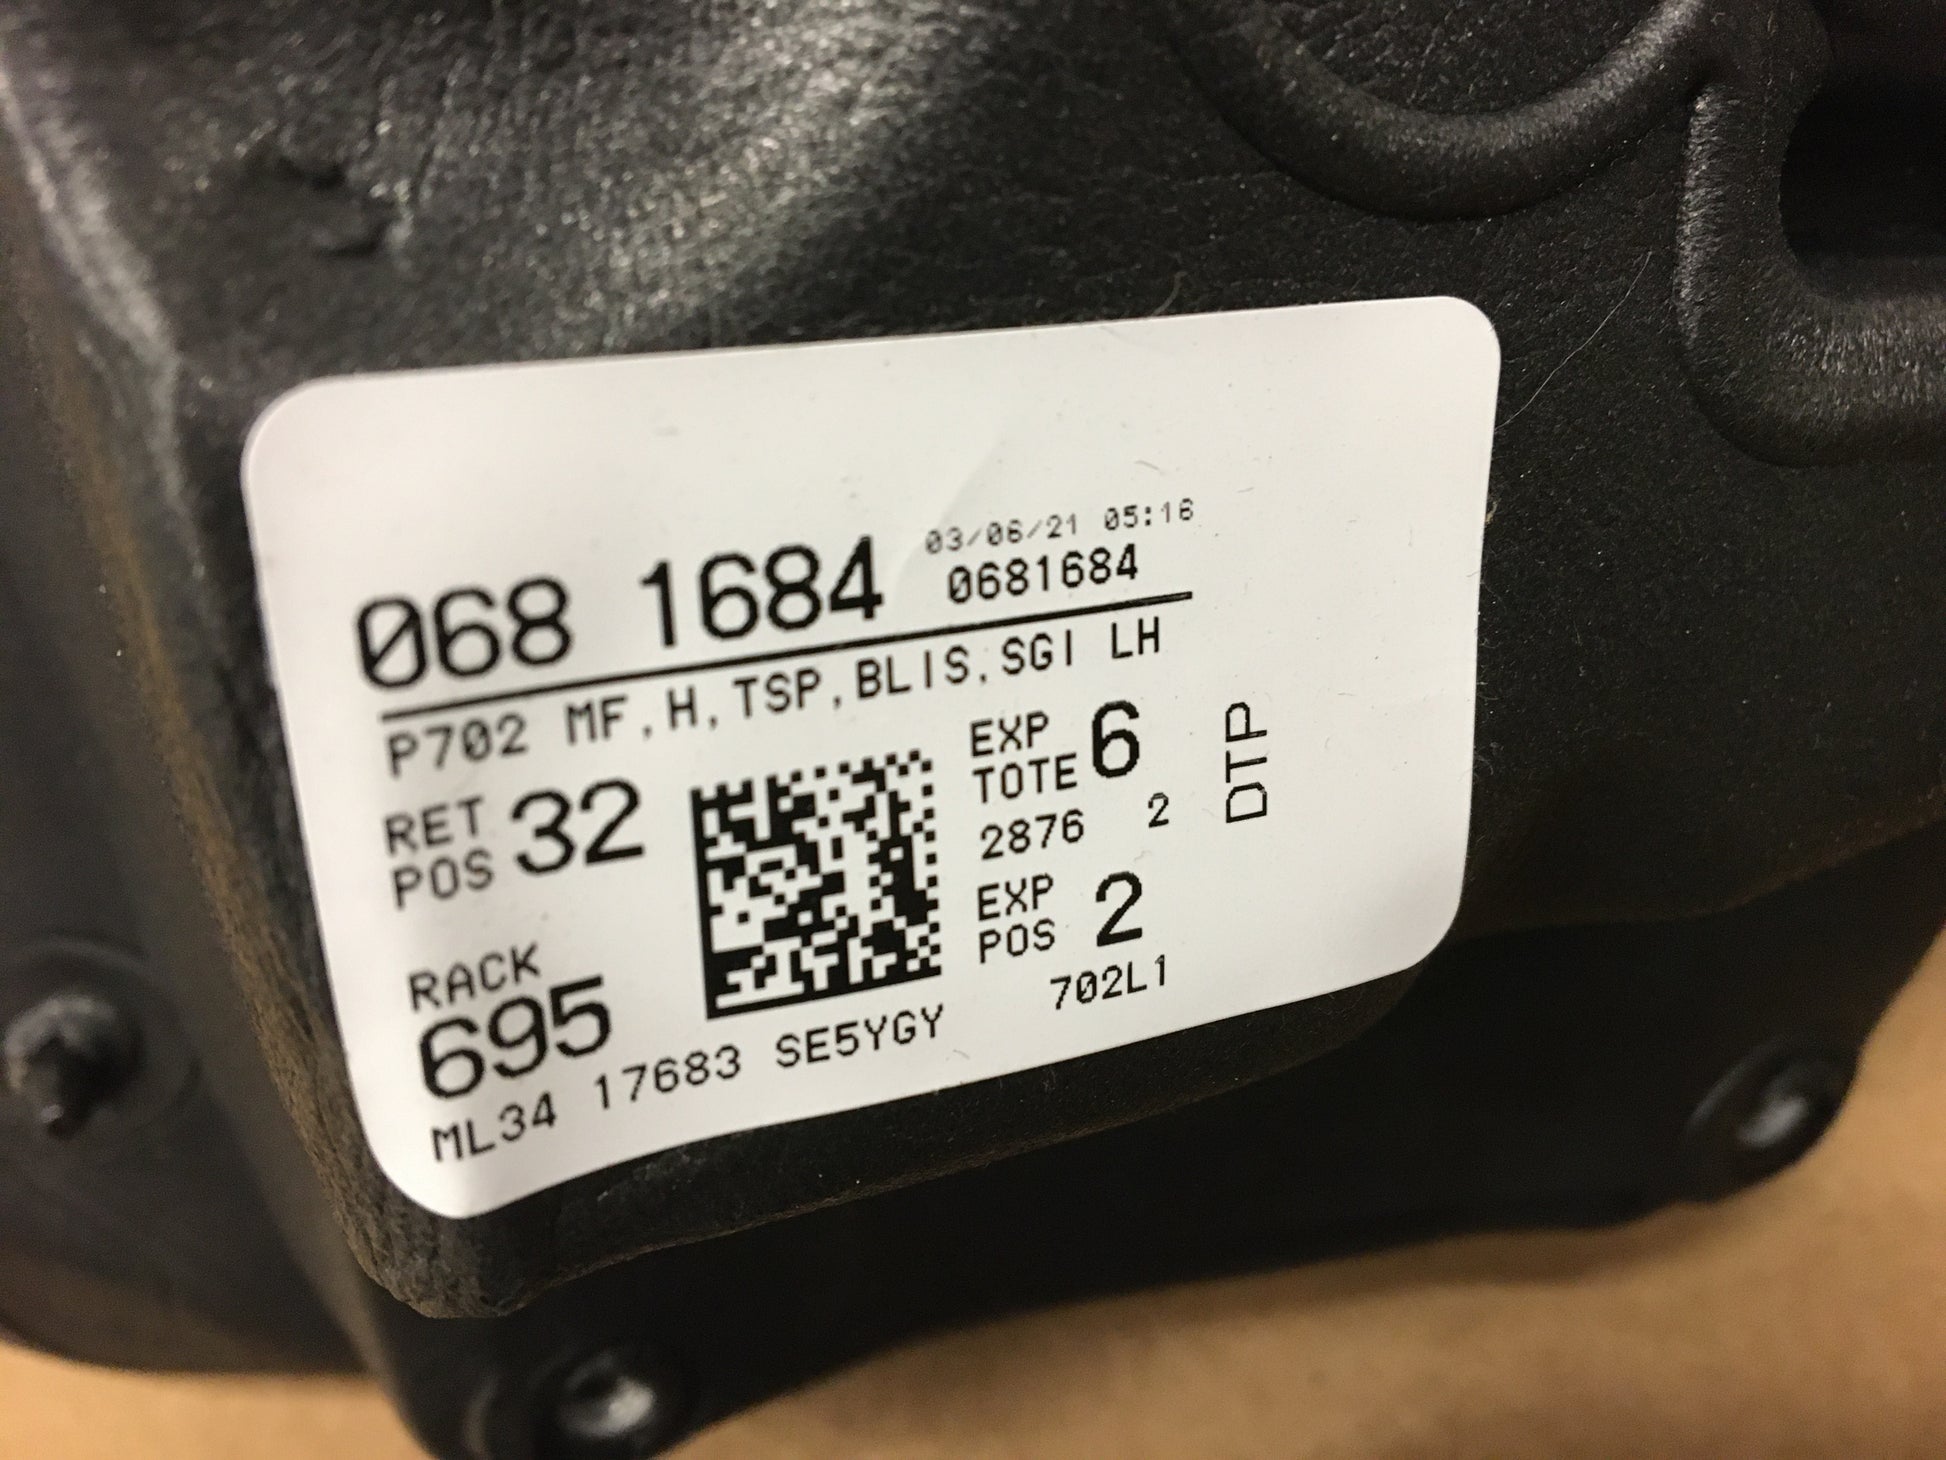 03/06/21 05:16
068 1684 0681684
P702 MF,H,TSP,BLIS,SGI LH
RET POS 32
EXP TOTE 6
2876 2
DTP
EXP POS 2
RACK
695
702L1
ML34 17683 SE5YGY